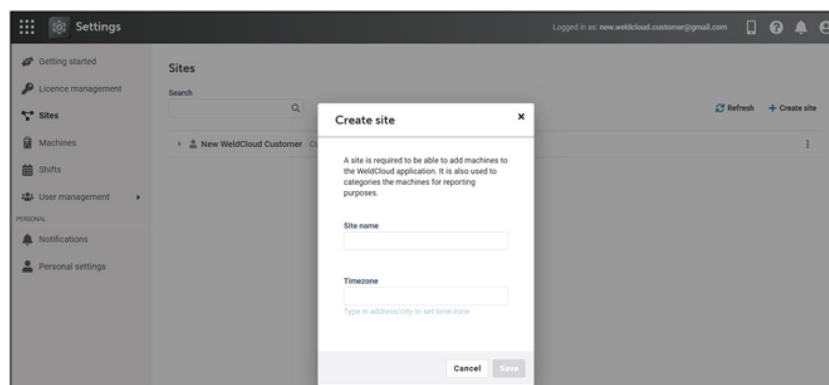 Settings
Logged in as: new.weldcloud.customer@gmail.com
Getting started
Licence management
Sites
Machines
Shifts
User management
PERSONAL
Notifications
Personal settings
Sites
Search
Refresh
Create site
New WeldCloud Customer
Create site
A site is required to be able to add machines to
the WeldCloud application. It is also used to
categories the machines for reporting
purposes.
Site name
Timezone
Type in address/city to set timezone
Cancel
Save